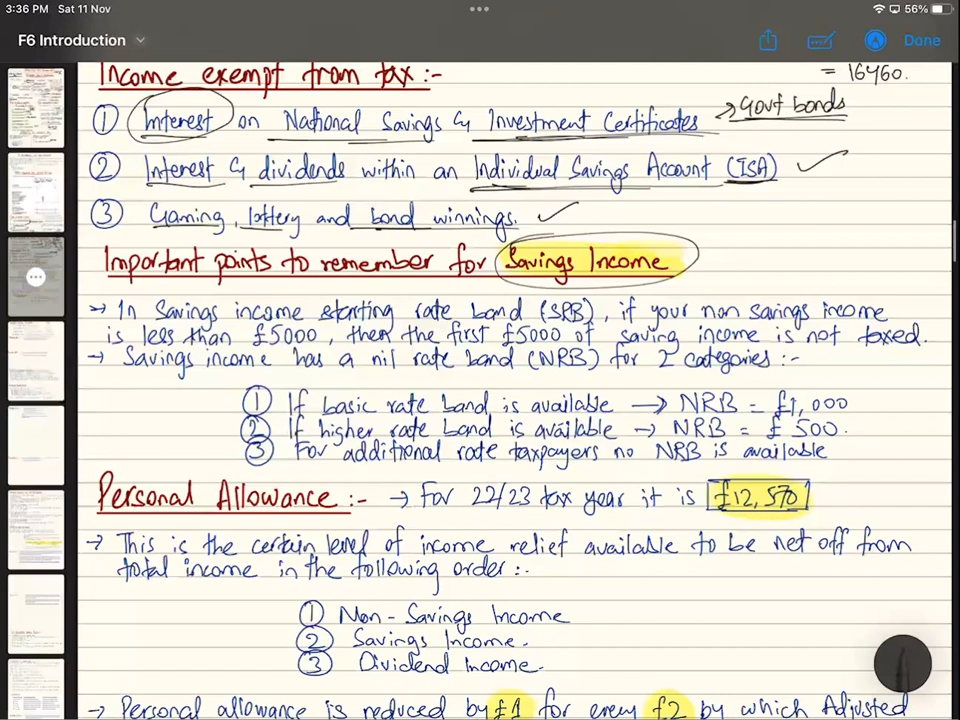 3:36 PM Sat 11 Nov
56%
F6 Introduction
Done
Income exempt from tax :-
= 16460.
① Interest on National Savings & Investment Certificates → Govt bonds
② Interest & dividends within an Individual Savings Account (ISA)
③ Gaming, lottery and bond winnings.
Important points to remember for Savings Income
→ In Savings income starting rate band (SRB), if your non savings income
is less than £5000, then the first £5000 of saving income is not taxed.
→ Savings income has a nil rate band (NRB) for 2 categories :-
① If basic rate band is available → NRB = £1,000
② If higher rate band is available → NRB = £500.
③ For additional rate taxpayers no NRB is available
Personal Allowance :- → For 22/23 tax year it is £12,570
→ This is the certain level of income relief available to be net off from
total income in the following order :-
① Non-Savings Income
② Savings Income.
③ Dividend Income.
→ Personal allowance is reduced by £1 for every £2 by which Adjusted